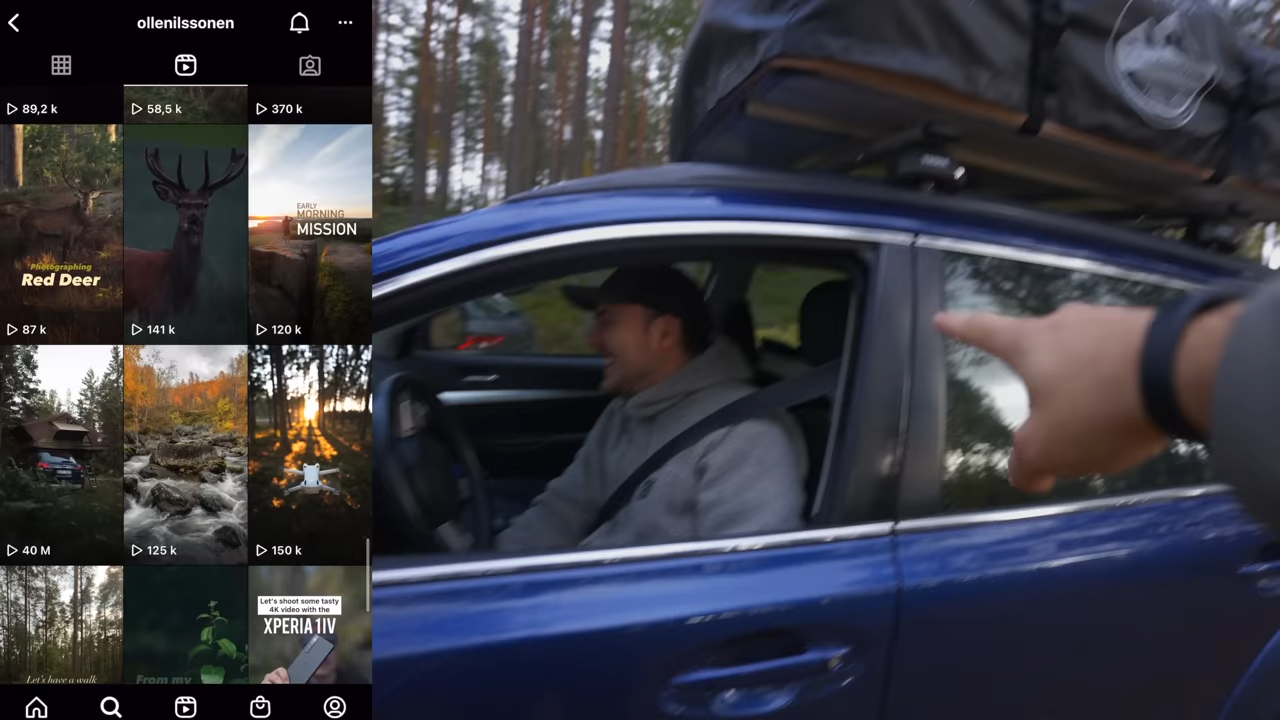 ollenilssonen
89,2 k
58,5 k
370 k
Photographing
Red Deer
87 k
141 k
EARLY
MORNING
MISSION
120 k
40 M
125 k
150 k
Let's have a walk
From my
Let's shoot some tasty
4K video with the
XPERIA 1IV